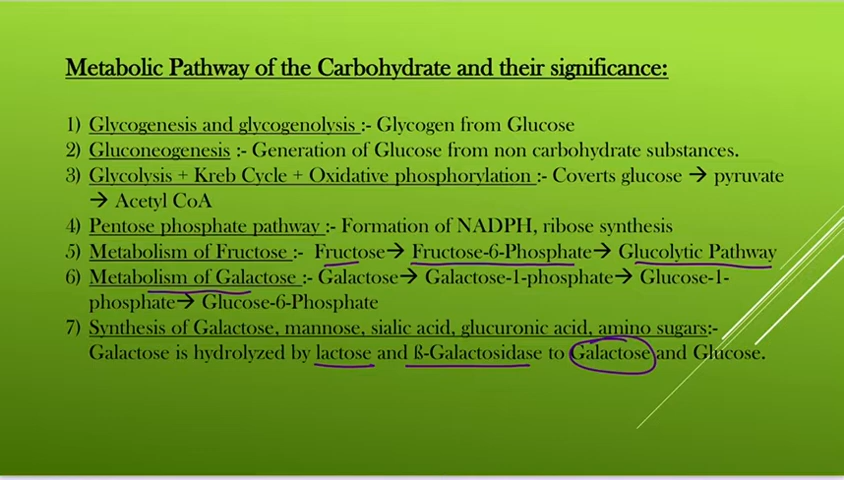 Metabolic Pathway of the Carbohydrate and their significance:
1) Glycogenesis and glycogenolysis :- Glycogen from Glucose
2) Gluconeogenesis :- Generation of Glucose from non carbohydrate substances.
3) Glycolysis + Kreb Cycle + Oxidative phosphorylation :- Coverts glucose → pyruvate
→ Acetyl CoA
4) Pentose phosphate pathway :- Formation of NADPH, ribose synthesis
5) Metabolism of Fructose :- Fructose→ Fructose-6-Phosphate→ Glucolytic Pathway
6) Metabolism of Galactose :- Galactose→ Galactose-1-phosphate→ Glucose-1-
phosphate→ Glucose-6-Phosphate
7) Synthesis of Galactose, mannose, sialic acid, glucuronic acid, amino sugars:-
Galactose is hydrolyzed by lactose and ß-Galactosidase to Galactose and Glucose.